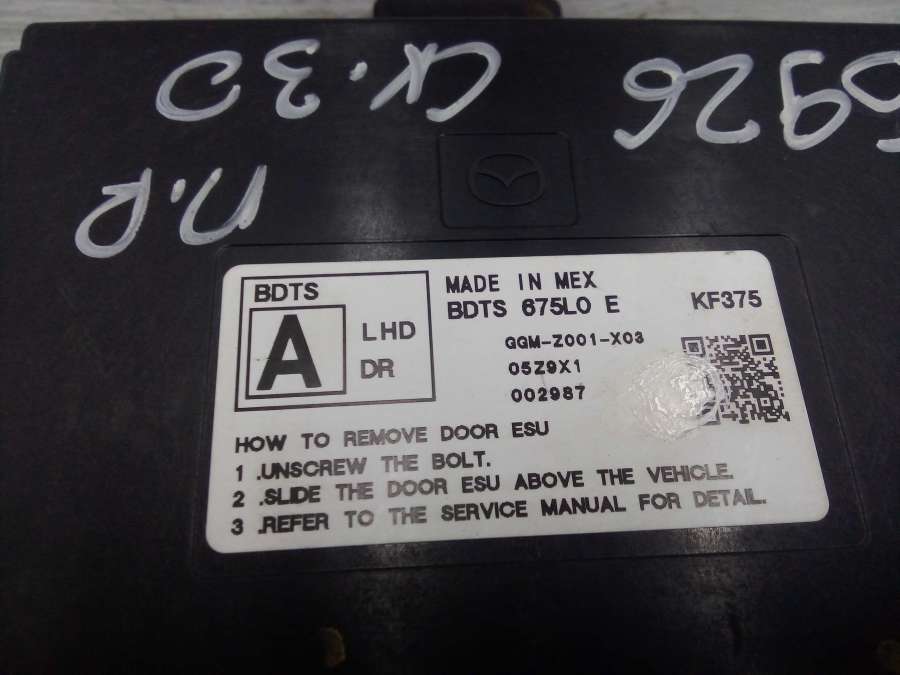 CX.30
П.Р
BDTS
A
LHD
DR
MADE IN MEX
BDTS 675L0 E
KF375
GGM-Z001-X03
05Z9X1
002987
HOW TO REMOVE DOOR ESU
1 .UNSCREW THE BOLT.
2 .SLIDE THE DOOR ESU ABOVE THE VEHICLE.
3 .REFER TO THE SERVICE MANUAL FOR DETAIL.